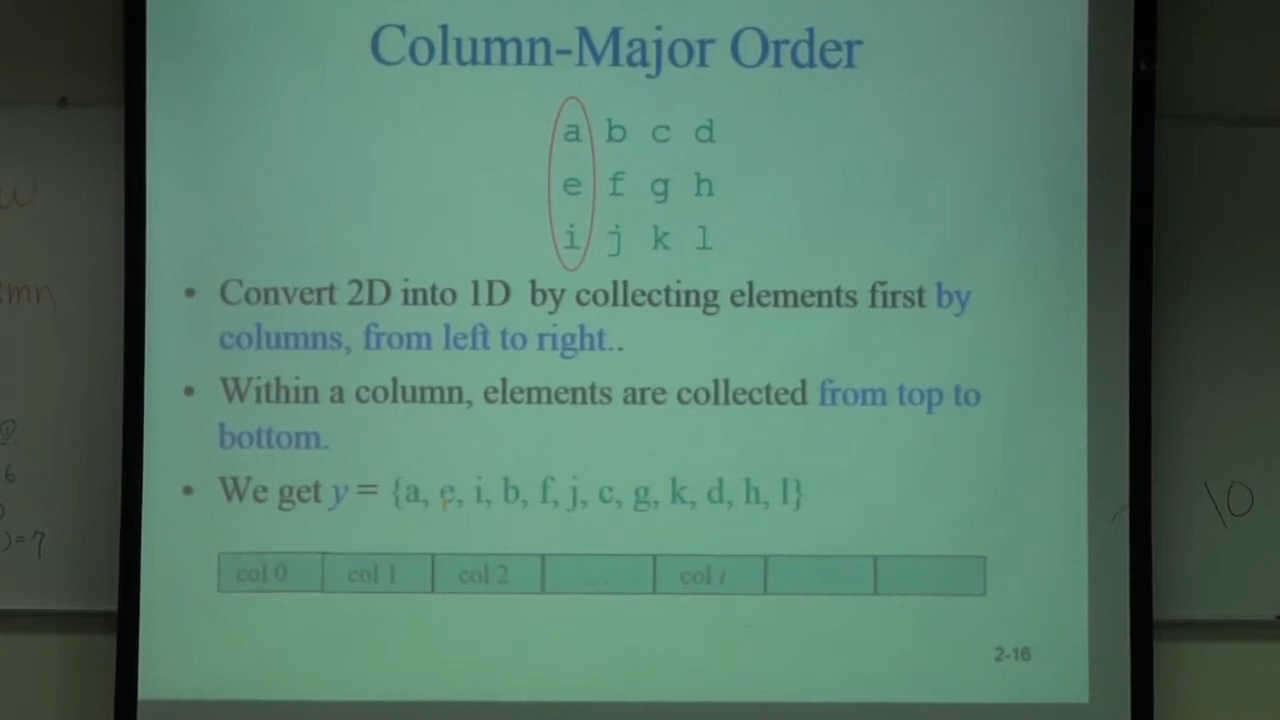 Column-Major Order
a b c d
e f g h
i j k l
• Convert 2D into 1D by collecting elements first by
columns, from left to right..
• Within a column, elements are collected from top to
bottom.
• We get y = {a, e, i, b, f, j, c, g, k, d, h, l}
col 0 col 1 col 2 ... col i
2-16
6
)=7
10